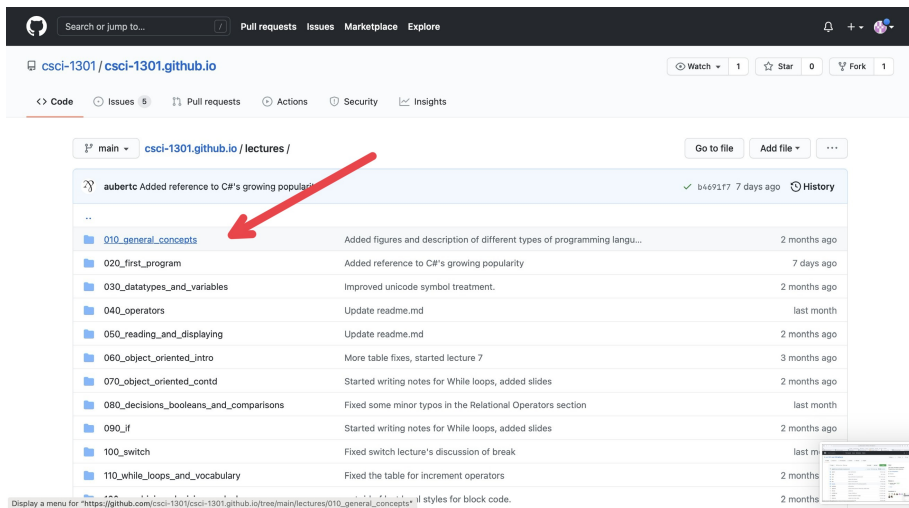 Search or jump to... / Pull requests Issues Marketplace Explore
csci-1301 / csci-1301.github.io Watch 1 Star 0 Fork 1
<> Code Issues 5 Pull requests Actions Security Insights
main csci-1301.github.io / lectures / Go to file Add file ...
aubertc Added reference to C#'s growing popularity b4691f7 7 days ago History
..
010_general_concepts Added figures and description of different types of programming langu... 2 months ago
020_first_program Added reference to C#'s growing popularity 7 days ago
030_datatypes_and_variables Improved unicode symbol treatment. 2 months ago
040_operators Update readme.md last month
050_reading_and_displaying Update readme.md 2 months ago
060_object_oriented_intro More table fixes, started lecture 7 3 months ago
070_object_oriented_contd Started writing notes for While loops, added slides 2 months ago
080_decisions_booleans_and_comparisons Fixed some minor typos in the Relational Operators section last month
090_if Started writing notes for While loops, added slides 2 months ago
100_switch Fixed switch lecture's discussion of break last m
110_while_loops_and_vocabulary Fixed the table for increment operators 2 months
styles for block code. 2 months
Display a menu for "https://github.com/csci-1301/csci-1301.github.io/tree/main/lectures/010_general_concepts"